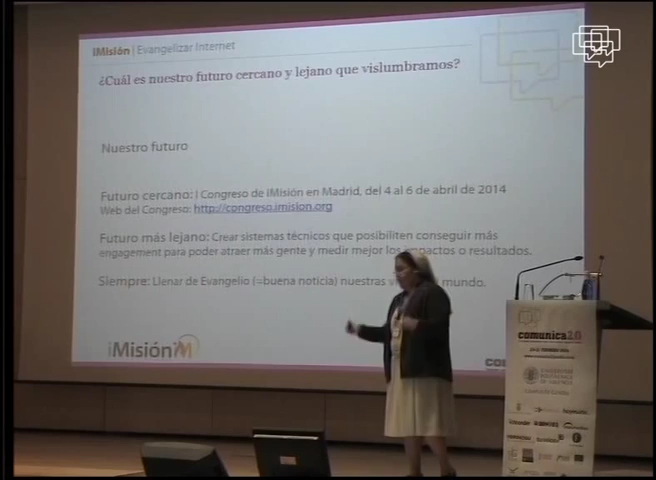 iMisión | Evangelizar Internet
¿Cuál es nuestro futuro cercano y lejano que vislumbramos?
Nuestro futuro
Futuro cercano: I Congreso de iMisión en Madrid, del 4 al 6 de abril de 2014
Web del Congreso: http://congreso.imision.org
Futuro más lejano: Crear sistemas técnicos que posibiliten conseguir más
engagement para poder atraer más gente y medir mejor los impactos o resultados.
Siempre: Llenar de Evangelio (=buena noticia) nuestras mundo.
iMisión iM
comunica2.0
UNIVERSIDAD
POLITECNICA